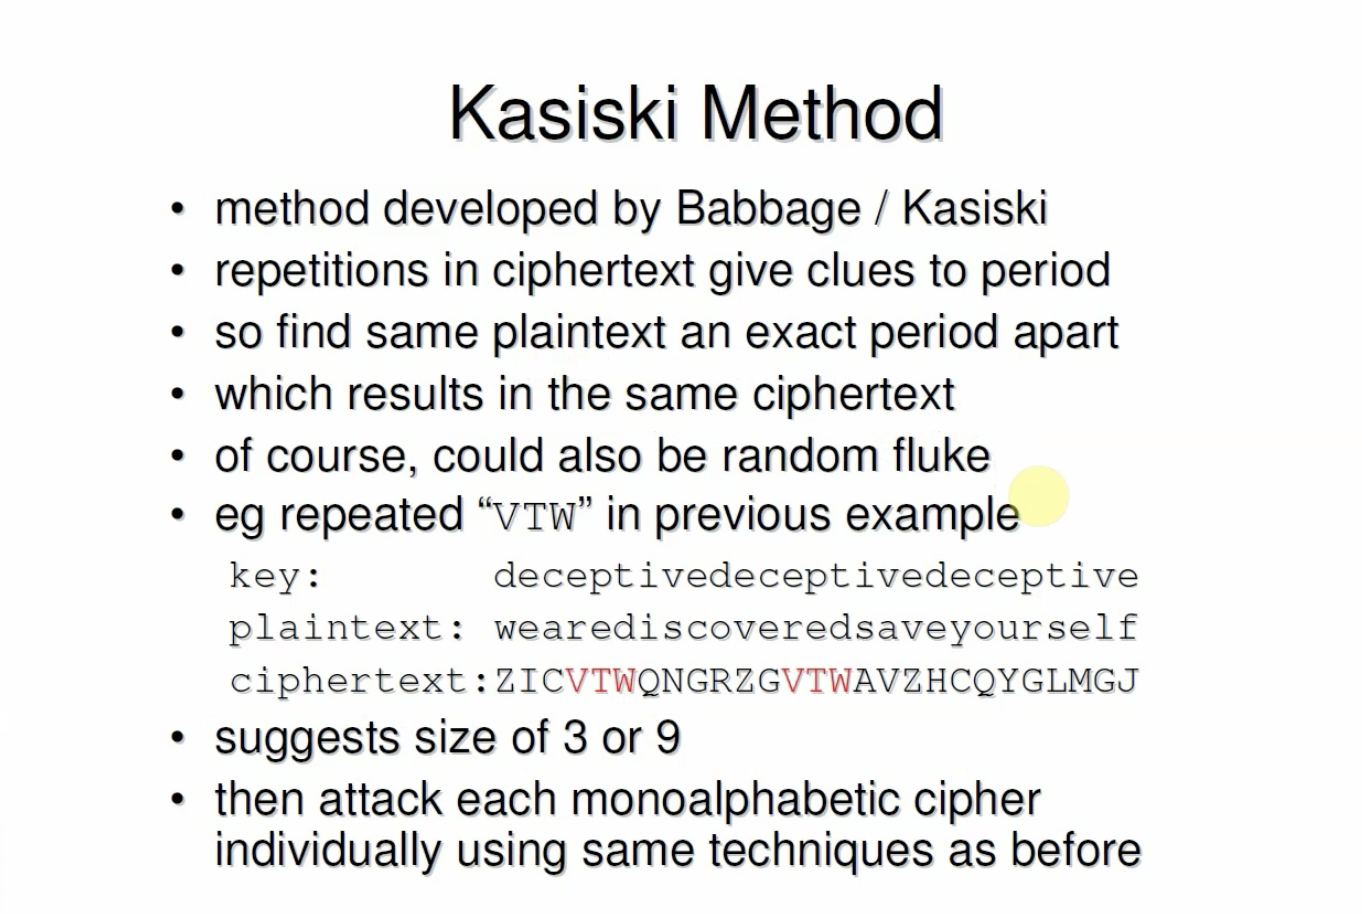 Kasiski Method
• method developed by Babbage / Kasiski
• repetitions in ciphertext give clues to period
• so find same plaintext an exact period apart
• which results in the same ciphertext
• of course, could also be random fluke
• eg repeated “VTW” in previous example
key: deceptivedeceptivedeceptive
plaintext: wearediscoveredsaveyourself
ciphertext:ZICVTWQNGRZGVTWAVZHCQYGLMGJ
• suggests size of 3 or 9
• then attack each monoalphabetic cipher
individually using same techniques as before